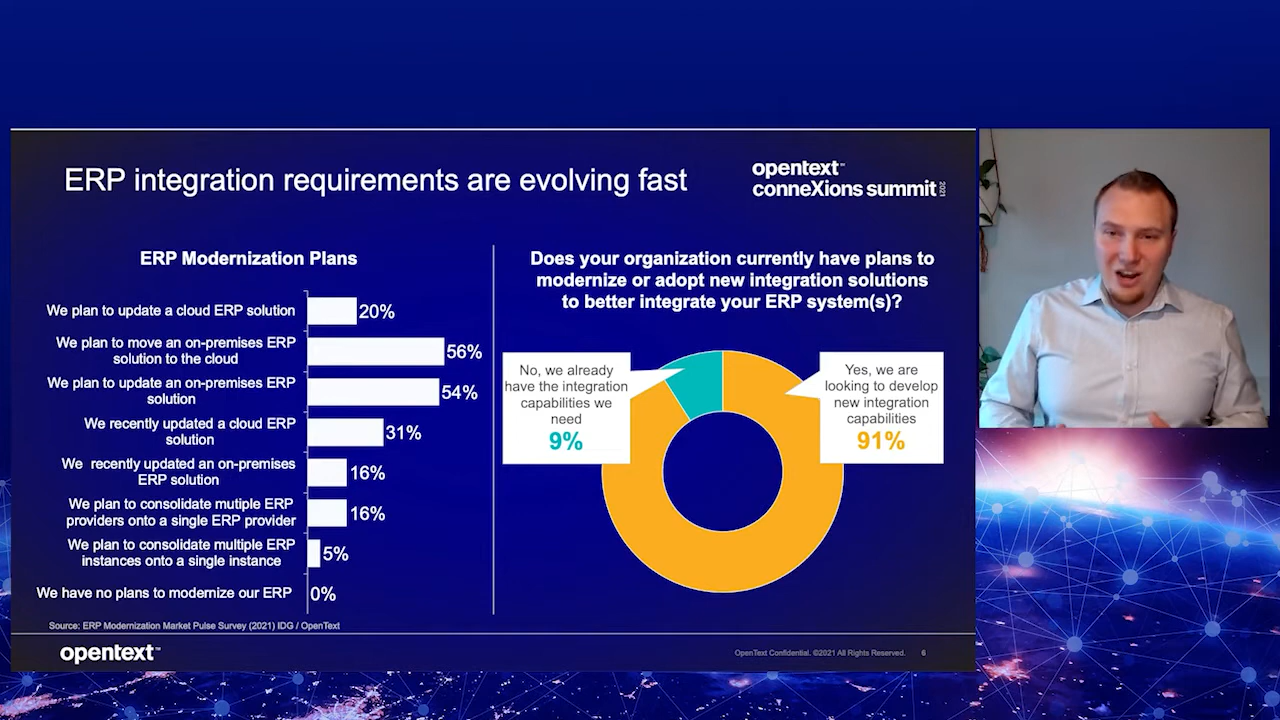 ERP integration requirements are evolving fast
opentext™
conneXions summit 2021
ERP Modernization Plans
We plan to update a cloud ERP solution
20%
We plan to move an on-premises ERP
solution to the cloud
56%
We plan to update an on-premises ERP
solution
54%
We recently updated a cloud ERP
solution
31%
We recently updated an on-premises
ERP solution
16%
We plan to consolidate mutiple ERP
providers onto a single ERP provider
16%
We plan to consolidate multiple ERP
instances onto a single instance
5%
We have no plans to modernize our ERP
0%
Source: ERP Modernization Market Pulse Survey (2021) IDG / OpenText
Does your organization currently have plans to
modernize or adopt new integration solutions
to better integrate your ERP system(s)?
No, we already
have the integration
capabilities we
need
9%
Yes, we are
looking to develop
new integration
capabilities
91%
opentext™
OpenText Confidential. ©2021 All Rights Reserved. 6